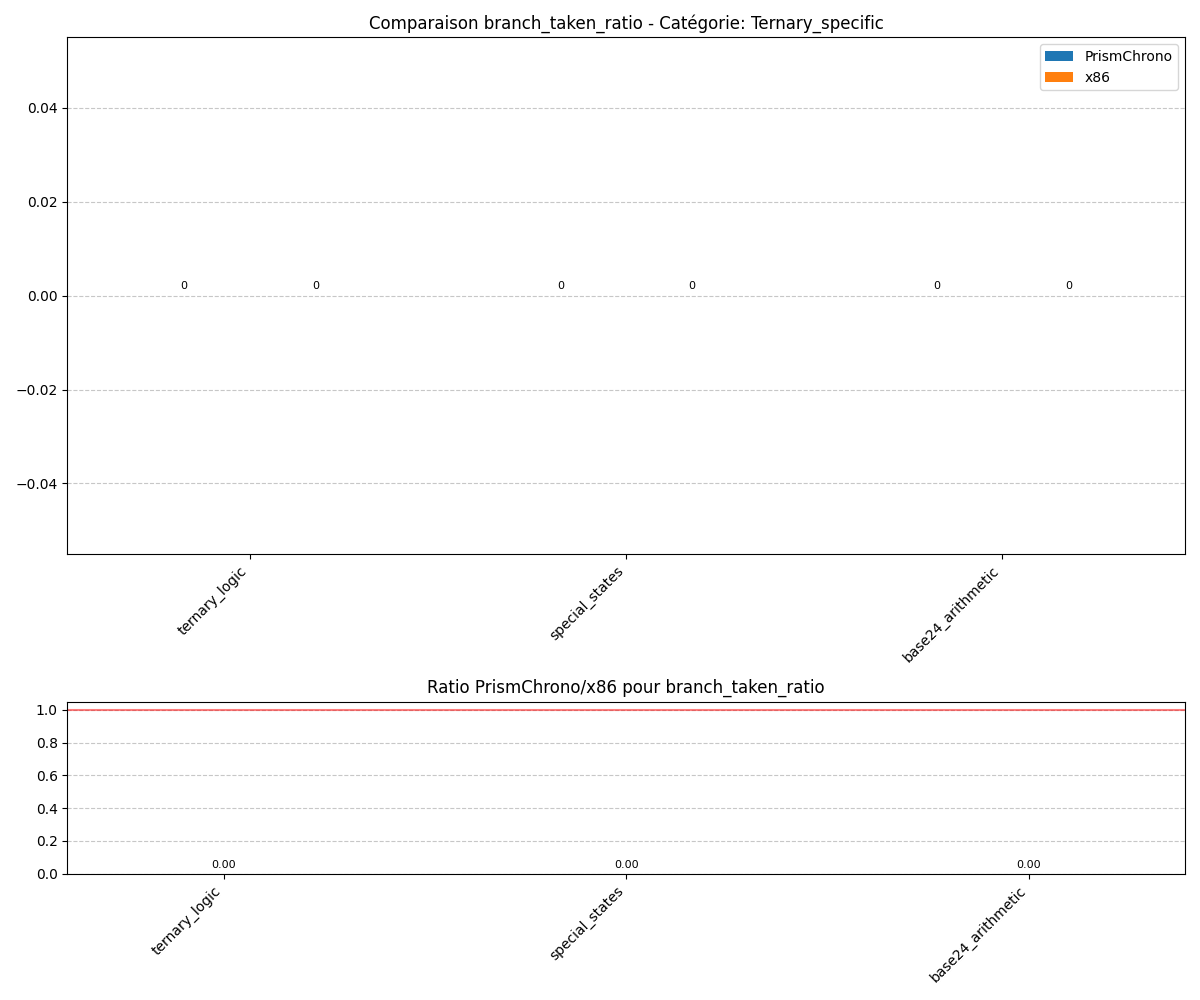 Comparaison branch_taken_ratio - Catégorie: Ternary_specific
PrismChrono
x86
0.04
0.02
0.00
−0.02
−0.04
0
0
0
0
0
0
ternary_logic
special_states
base24_arithmetic
Ratio PrismChrono/x86 pour branch_taken_ratio
1.0
0.8
0.6
0.4
0.2
0.0
0.00
0.00
0.00
ternary_logic
special_states
base24_arithmetic